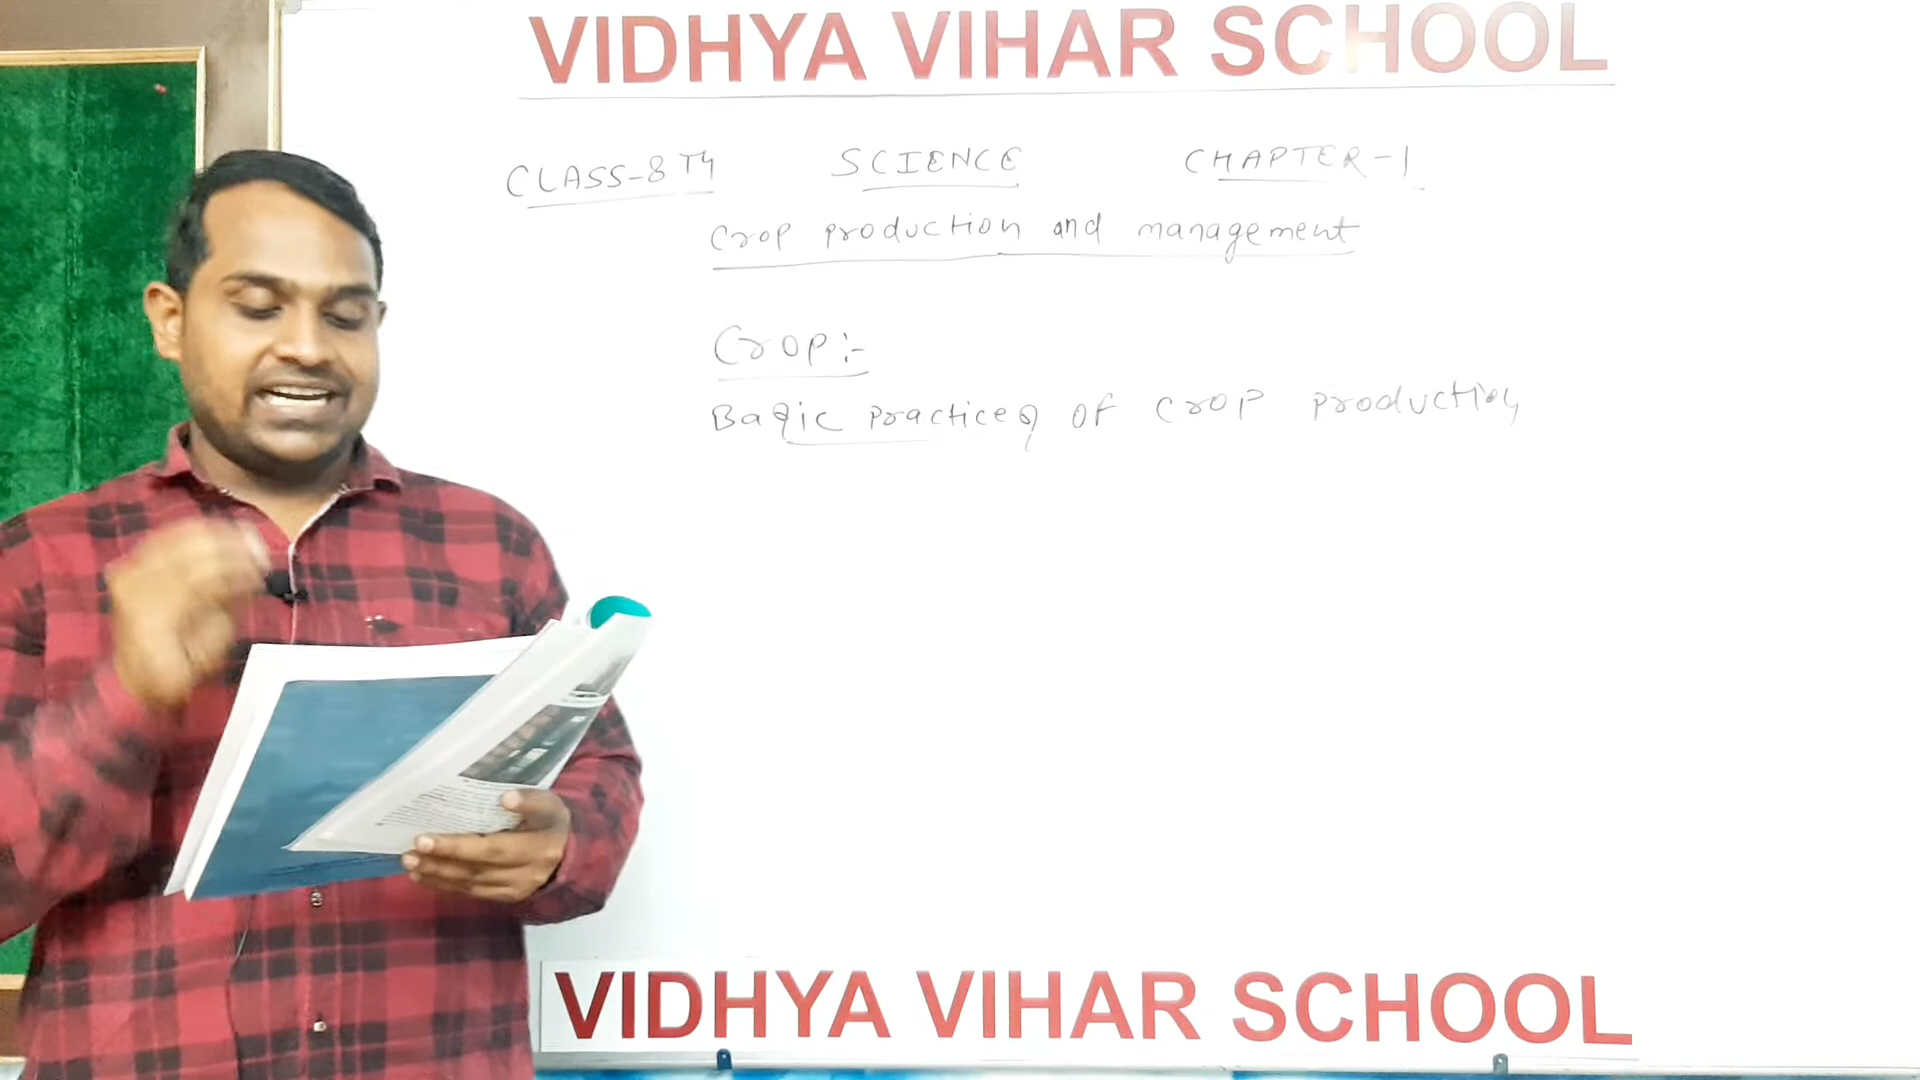 VIDHYA VIHAR SCHOOL
CLASS-8TH SCIENCE CHAPTER-1
Crop production and management
Crop:-
Basic practices of crop production
VIDHYA VIHAR SCHOOL